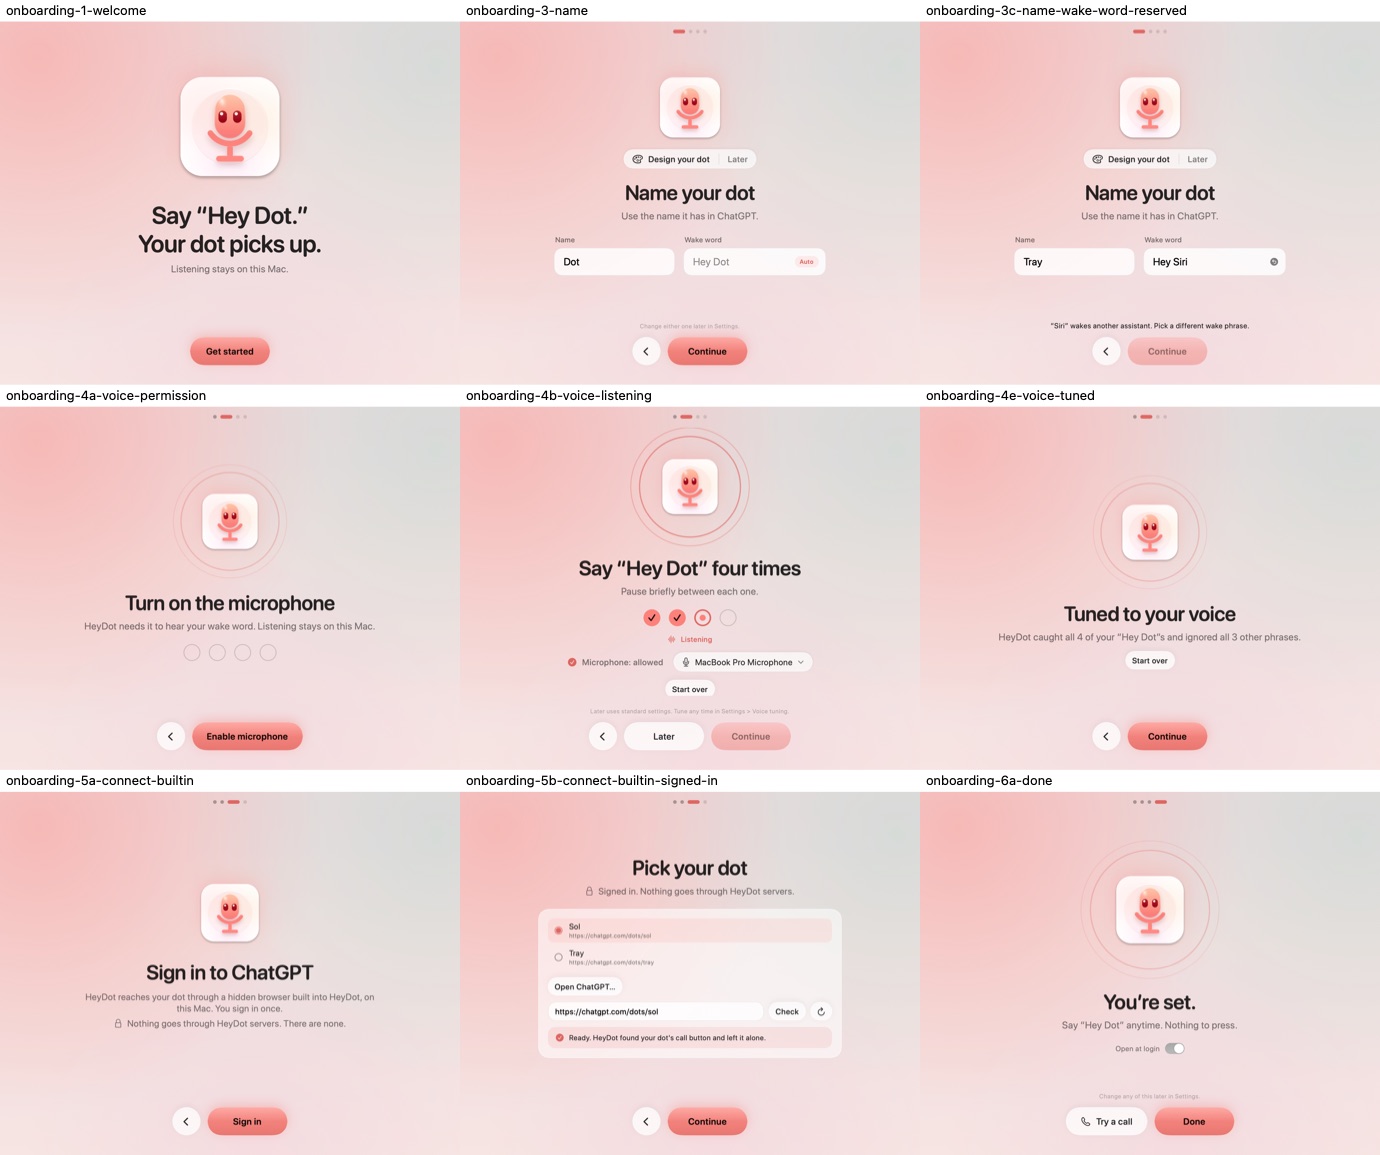 onboarding-1-welcome
Say “Hey Dot.”
Your dot picks up.
Listening stays on this Mac.
Get started
onboarding-3-name
Design your dot
Later
Name your dot
Use the name it has in ChatGPT.
Name
Wake word
Dot
Hey Dot
Auto
Change either one later in Settings.
Continue
onboarding-3c-name-wake-word-reserved
Design your dot
Later
Name your dot
Use the name it has in ChatGPT.
Name
Wake word
Tray
Hey Siri
“Siri” wakes another assistant. Pick a different wake phrase.
Continue
onboarding-4a-voice-permission
Turn on the microphone
HeyDot needs it to hear your wake word. Listening stays on this Mac.
Enable microphone
onboarding-4b-voice-listening
Say “Hey Dot” four times
Pause briefly between each one.
Listening
Microphone: allowed
MacBook Pro Microphone
Start over
Later uses standard settings. Tune any time in Settings > Voice tuning.
Later
Continue
onboarding-4e-voice-tuned
Tuned to your voice
HeyDot caught all 4 of your “Hey Dot”s and ignored all 3 other phrases.
Start over
Continue
onboarding-5a-connect-builtin
Sign in to ChatGPT
HeyDot reaches your dot through a hidden browser built into HeyDot, on
this Mac. You sign in once.
Nothing goes through HeyDot servers. There are none.
Sign in
onboarding-5b-connect-builtin-signed-in
Pick your dot
Signed in. Nothing goes through HeyDot servers.
Sol
https://chatgpt.com/dots/sol
Tray
https://chatgpt.com/dots/tray
Open ChatGPT...
https://chatgpt.com/dots/sol
Check
Ready. HeyDot found your dot’s call button and left it alone.
Continue
onboarding-6a-done
You’re set.
Say “Hey Dot” anytime. Nothing to press.
Open at login
Change any of this later in Settings.
Try a call
Done